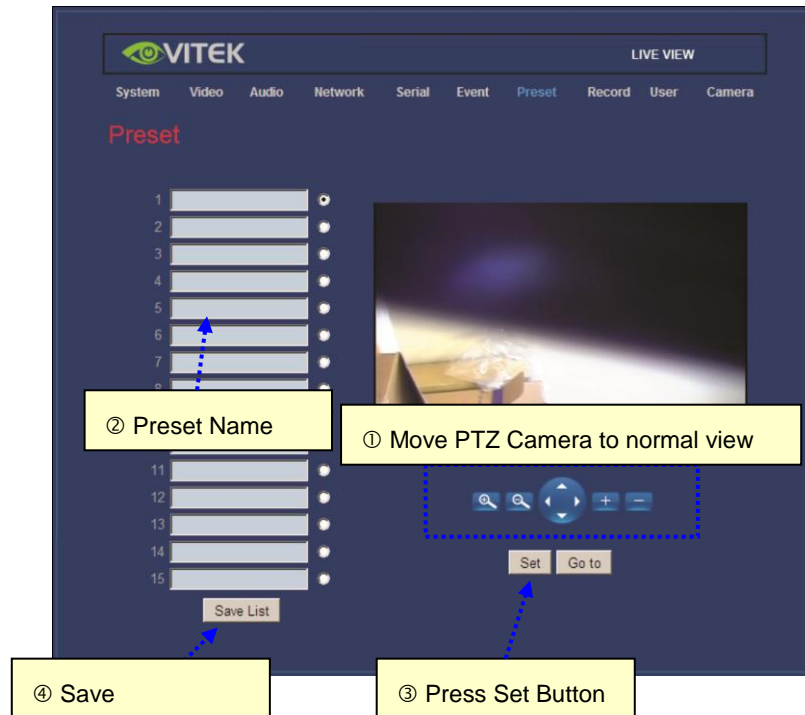 VITEK
LIVE VIEW
System Video Audio Network Serial Event Preset Record User Camera
Preset
1
2
3
4
5
6
7
8
② Preset Name
① Move PTZ Camera to normal view
11
12
13
14
15
Set Go to
Save List
④ Save
③ Press Set Button